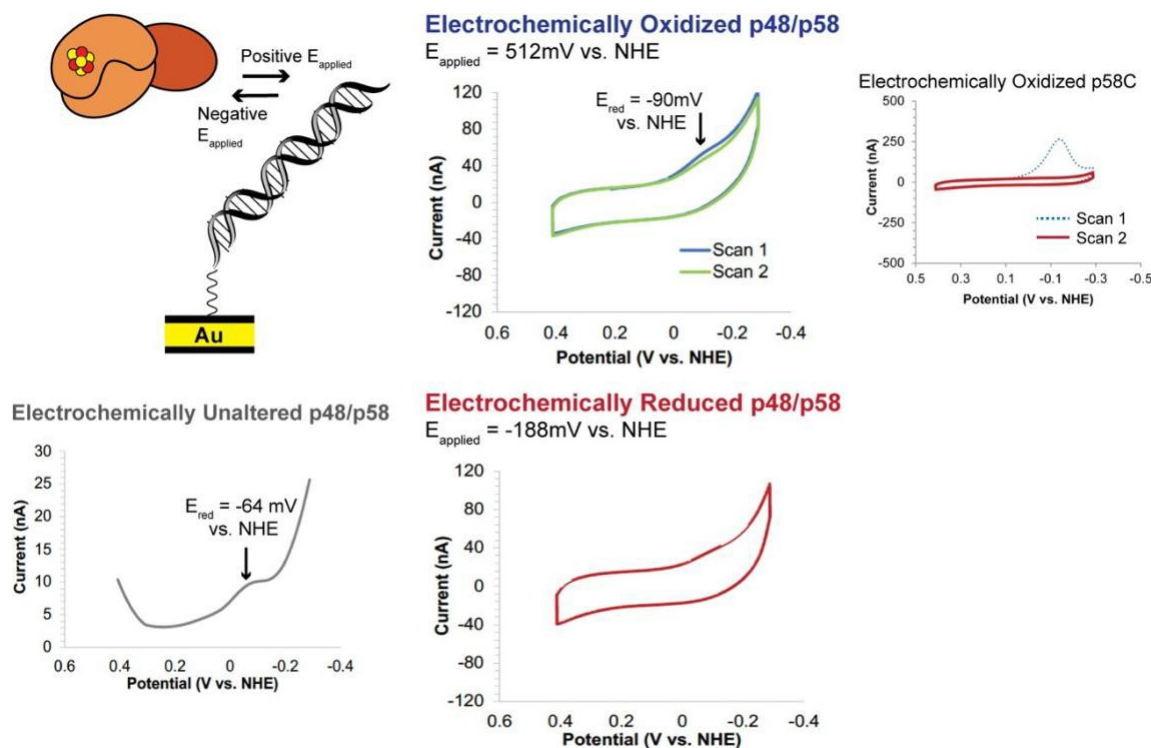 Positive E applied
Negative
E applied
Au
Electrochemically Oxidized p48/p58
E applied = 512mV vs. NHE
120
80
40
0
-40
-80
-120
Current (nA)
E red = -90mV
vs. NHE
Scan 1
Scan 2
0.6
0.4
0.2
0
-0.2
-0.4
Potential (V vs. NHE)
Electrochemically Oxidized p58C
500
250
0
-250
-500
Current (nA)
Scan 1
Scan 2
0.5
0.3
0.1
-0.1
-0.3
-0.5
Potential (V vs. NHE)
Electrochemically Unaltered p48/p58
30
25
20
15
10
5
0
Current (nA)
E red = -64 mV
vs. NHE
0.6
0.4
0.2
0
-0.2
-0.4
Potential (V vs. NHE)
Electrochemically Reduced p48/p58
E applied = -188mV vs. NHE
120
80
40
0
-40
-80
-120
Current (nA)
0.6
0.4
0.2
0
-0.2
-0.4
Potential (V vs. NHE)